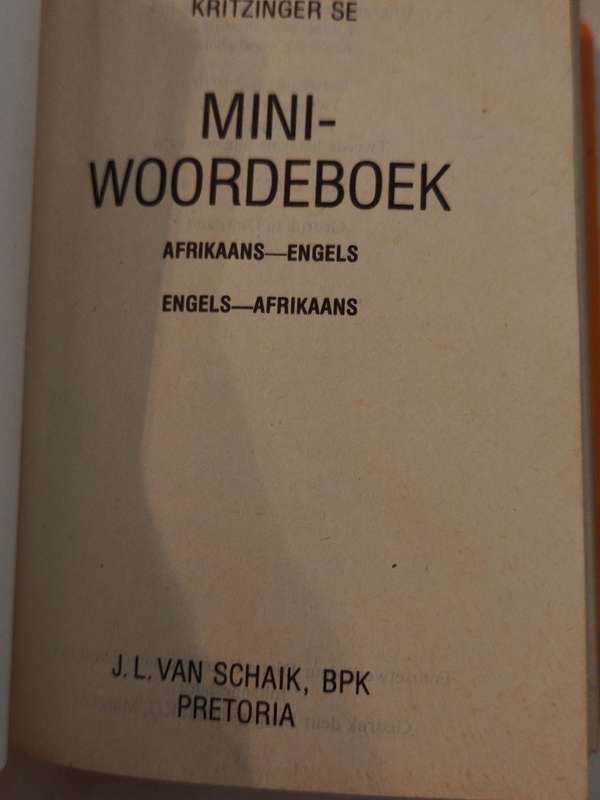 KRITZINGER SE
MINI-
WOORDEBOEK
AFRIKAANS—ENGELS
ENGELS—AFRIKAANS
J. L. VAN SCHAIK, BPK
PRETORIA